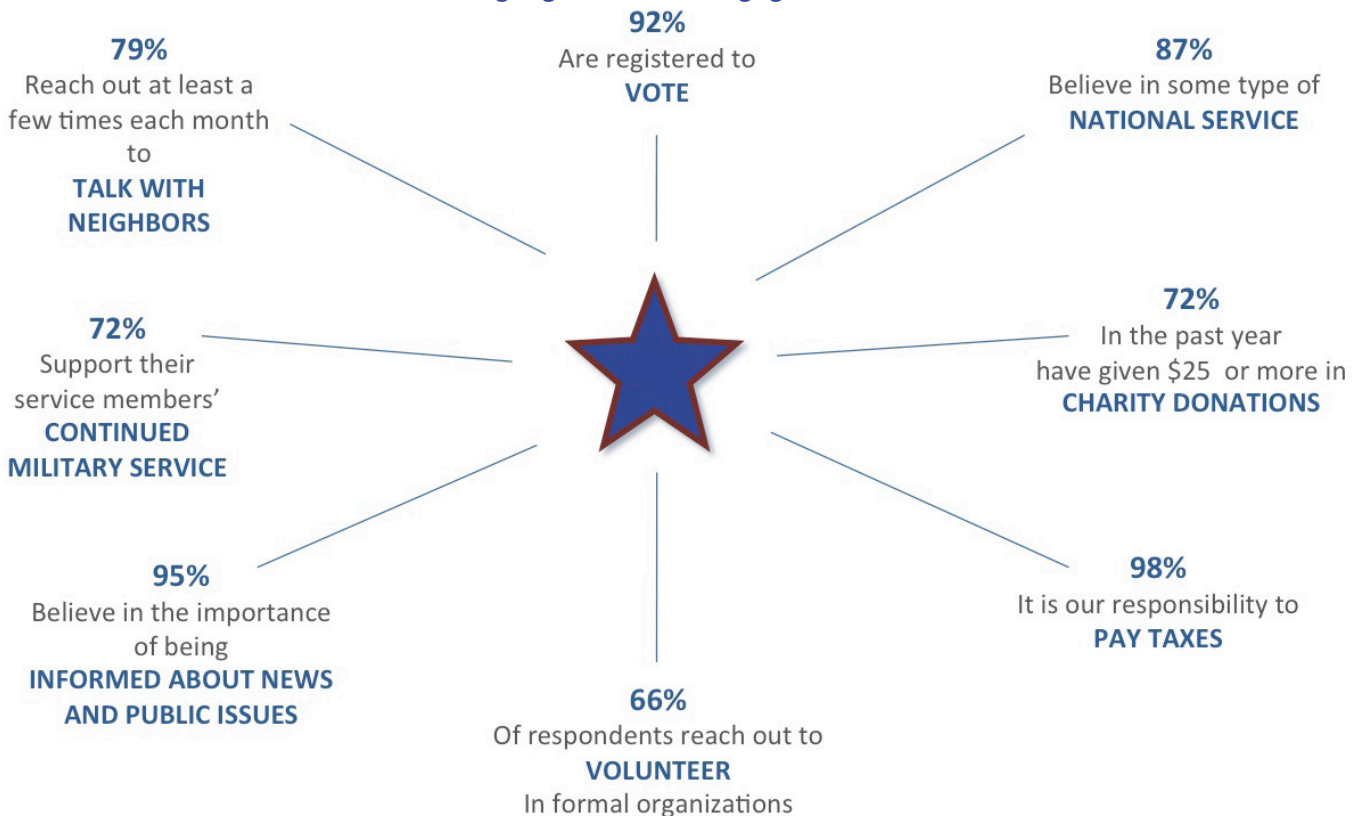 79%
Reach out at least a
few times each month
to
TALK WITH
NEIGHBORS
92%
Are registered to
VOTE
87%
Believe in some type of
NATIONAL SERVICE
72%
Support their
service members’
CONTINUED
MILITARY SERVICE
72%
In the past year
have given $25 or more in
CHARITY DONATIONS
95%
Believe in the importance
of being
INFORMED ABOUT NEWS
AND PUBLIC ISSUES
66%
Of respondents reach out to
VOLUNTEER
In formal organizations
98%
It is our responsibility to
PAY TAXES